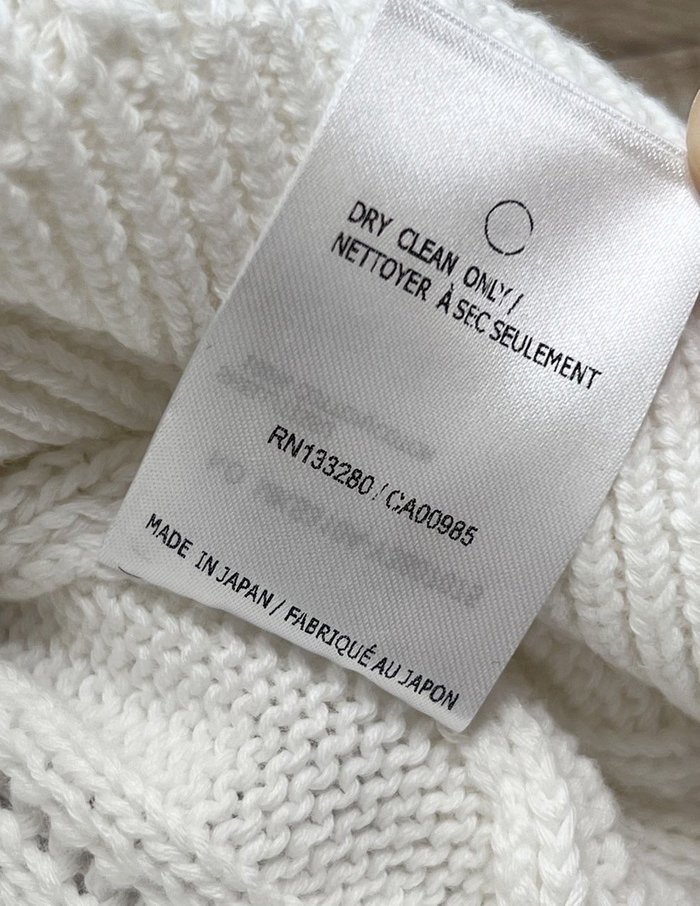 DRY CLEAN ONLY /
NETTOYER À SEC SEULEMENT
RN133280 / CA00985
MADE IN JAPAN / FABRIQUÉ AU JAPON